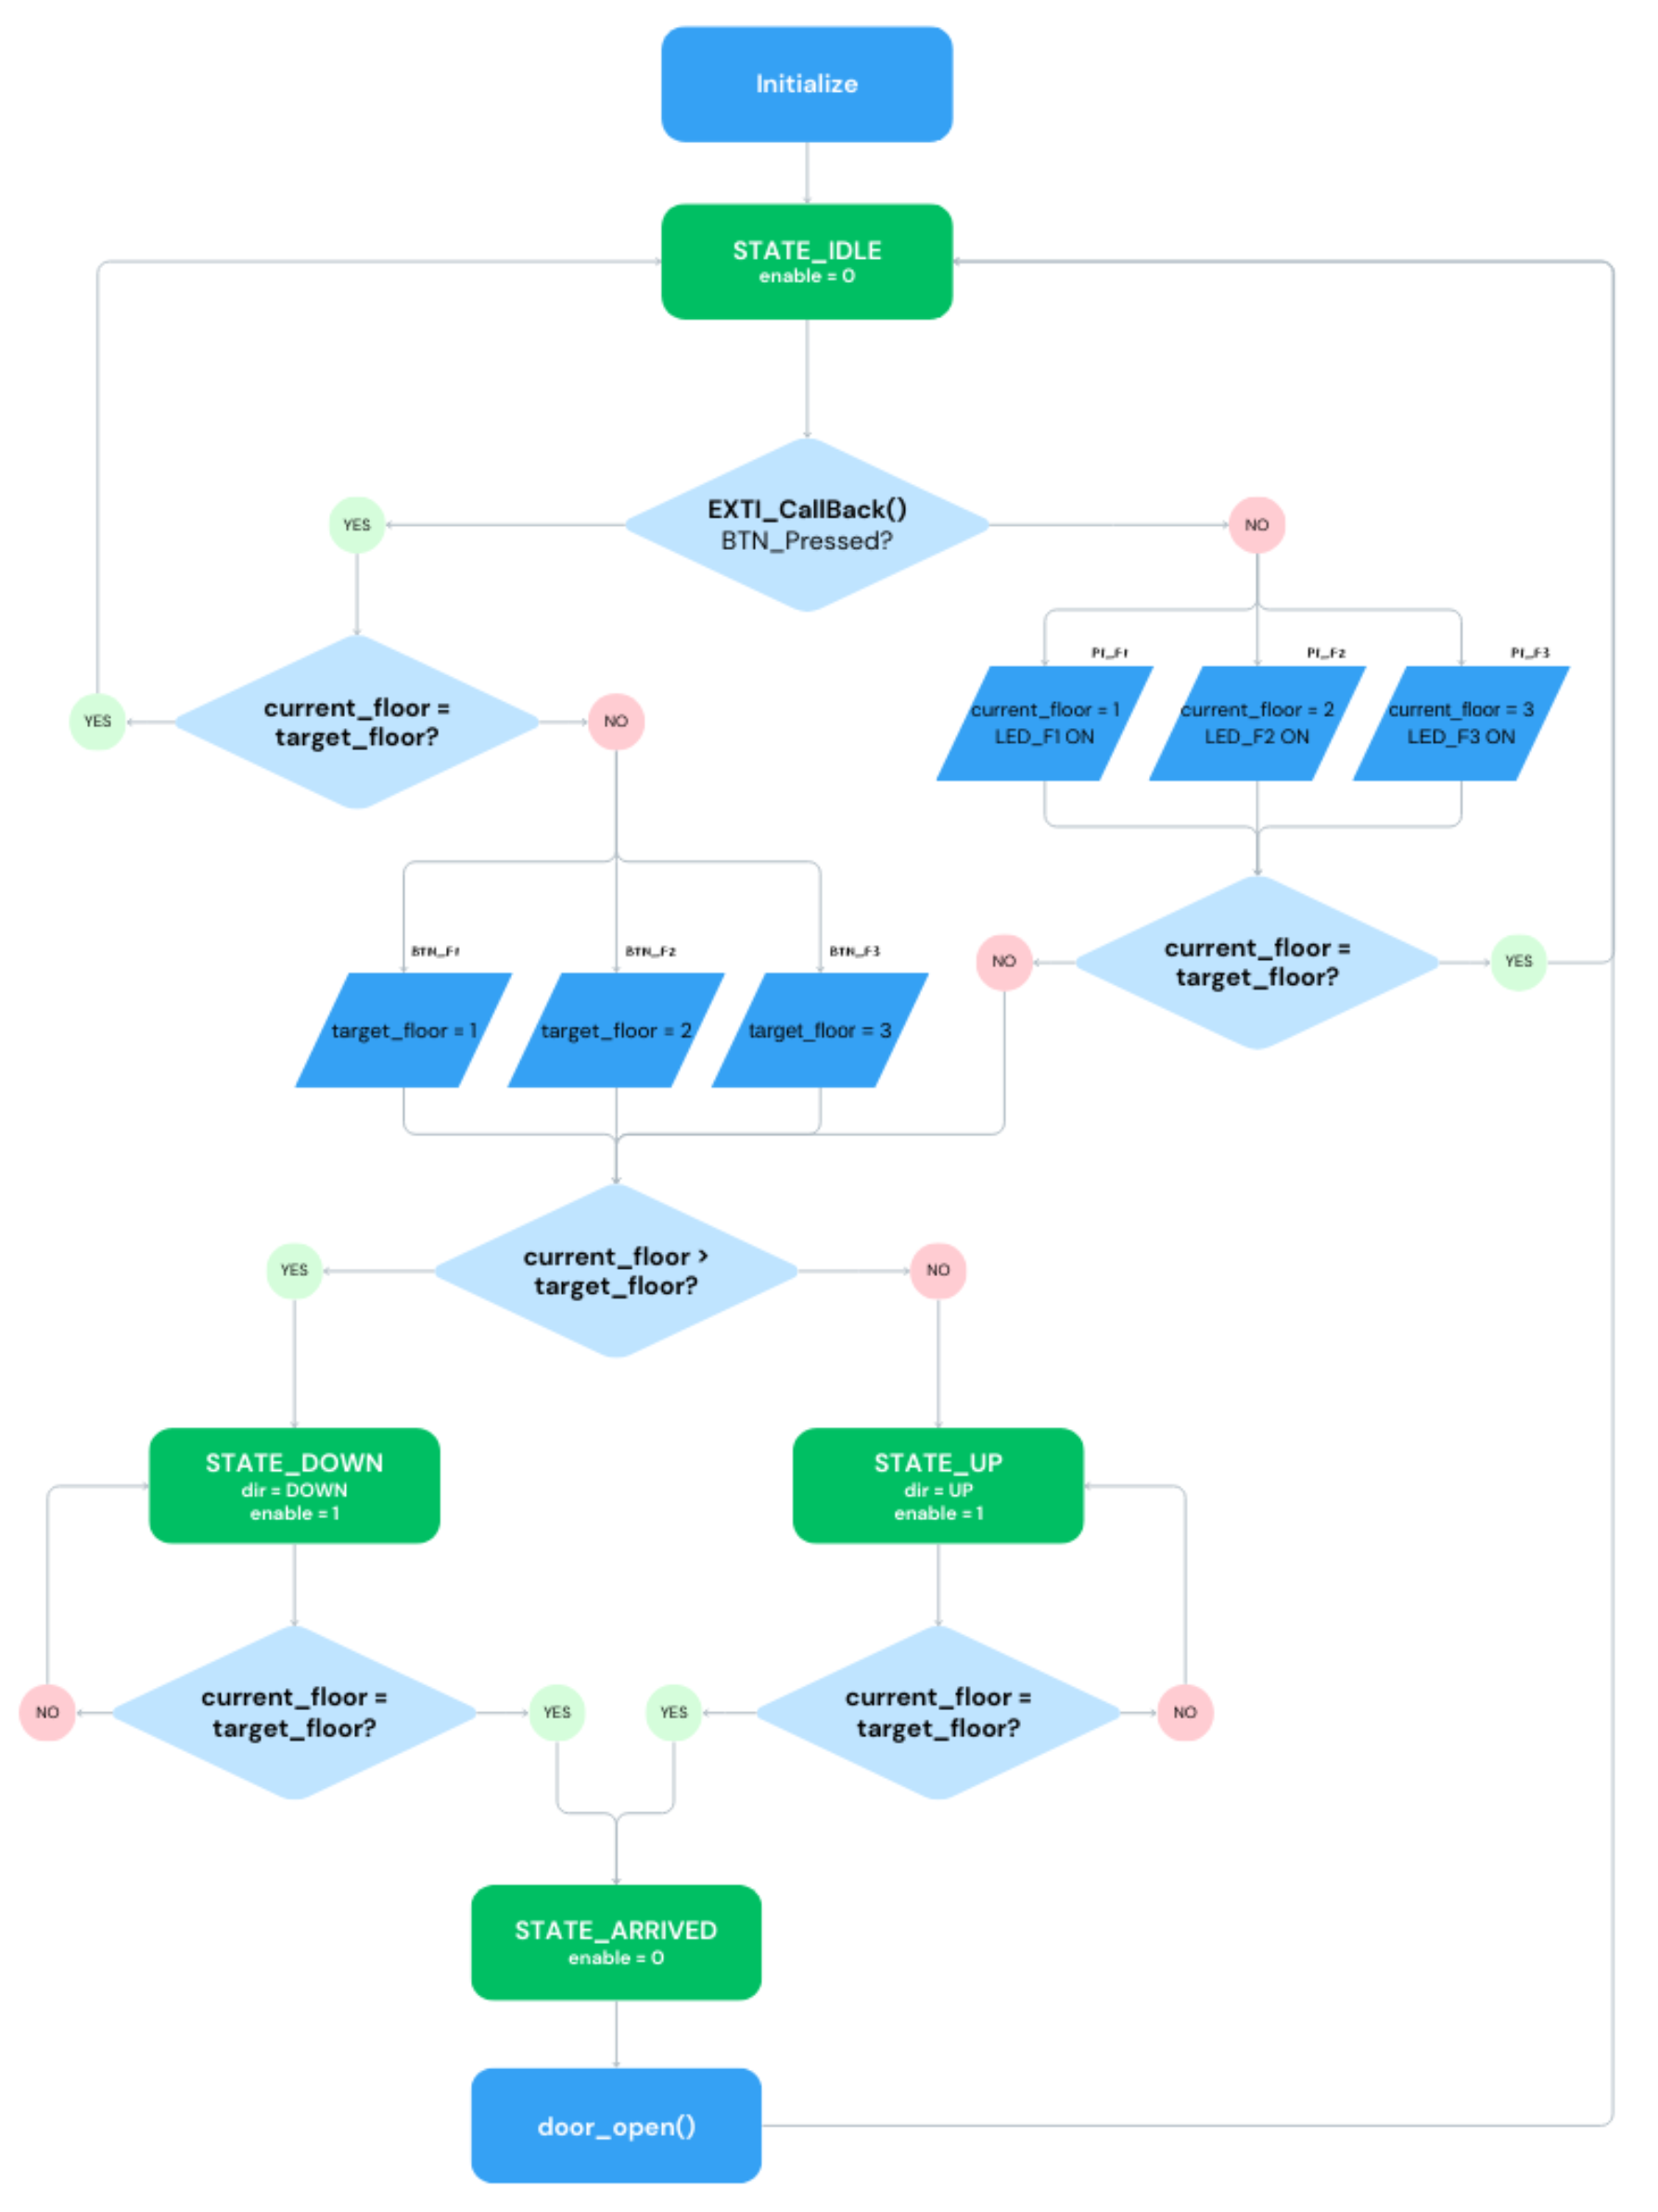 Initialize
STATE_IDLE
enable = 0
EXTI_CallBack()
BTN_Pressed?
YES
NO
PI_F1
PI_F2
PI_F3
current_floor = 1
LED_F1 ON
current_floor = 2
LED_F2 ON
current_floor = 3
LED_F3 ON
YES
current_floor =
target_floor?
NO
BTN_F1
BTN_F2
BTN_F3
NO
current_floor =
target_floor?
YES
target_floor = 1
target_floor = 2
target_floor = 3
YES
current_floor >
target_floor?
NO
STATE_DOWN
dir = DOWN
enable = 1
STATE_UP
dir = UP
enable = 1
NO
current_floor =
target_floor?
YES
YES
current_floor =
target_floor?
NO
STATE_ARRIVED
enable = 0
door_open()